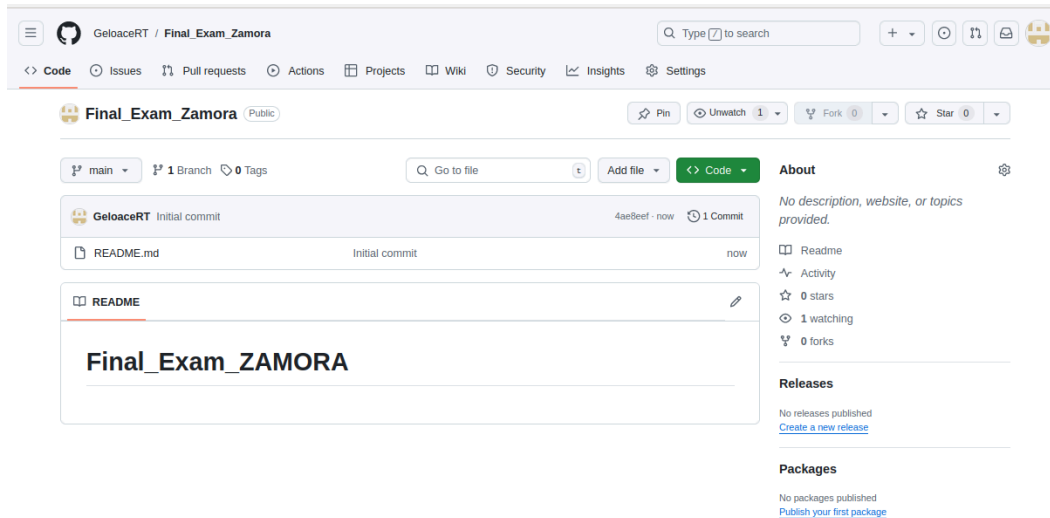 GeloaceRT / Final_Exam_Zamora
Type / to search
Code Issues Pull requests Actions Projects Wiki Security Insights Settings
Final_Exam_Zamora Public
Pin Unwatch 1 Fork 0 Star 0
main 1 Branch 0 Tags Go to file t Add file Code
About
No description, website, or topics
provided.
GeloaceRT Initial commit 4ae8eef · now 1 Commit
README.md Initial commit now
Readme
Activity
0 stars
1 watching
0 forks
README
Final_Exam_ZAMORA
Releases
No releases published
Create a new release
Packages
No packages published
Publish your first package